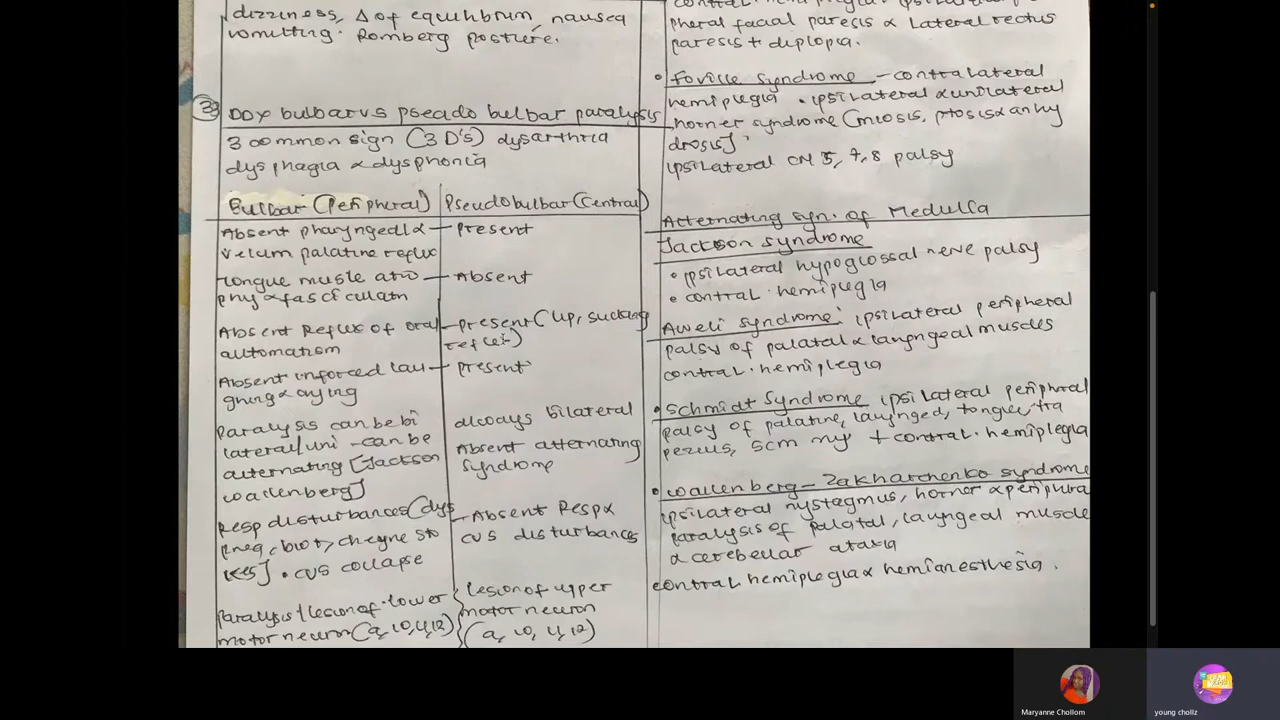 dizziness, Δ of equilibrum, nausea
vomitting. Romberg posture.
33 DDx bulbar vs pseudo bulbar paralysis
3 common sign (3 D's) dysarthria
dysphagia & dysphonia
Bulbar (Peripheral) Pseudobulbar (Central)
Absent pharyngeal & – Present
velum palatine reflux
Tongue muscle atro – Absent
phy & fasciculatn
Absent Reflux of oral – present (lip, sucking
automatism reflex)
Absent inforced lau – present
ghing & crying
Paralysis can be bi always bilateral
lateral/uni – can be Absent alternating
alternating [Jackson syndrome
wallenberg]
Resp disturbances (dys – Absent Resp &
pnea, biot, cheyne sto cvs disturbances
kes]. cvs collapse
Paralysis/lesion of lower lesion of upper
motor neuron (9, 10, 11, 12) motor neuron
(9, 10, 11, 12)
pheral facial paresis & Lateral rectus
paresis + diplopia.
• Foville syndrome – contralateral
hemiplegia . ipsilateral & unilateral
horner syndrome (miosis, ptosis & anhy
drosis]
ipsilateral CN 5, 7, 8 palsy
Alternating syn. of Medulla
Jackson syndrome
• ipsilateral hypoglossal nerve palsy
• contral. hemiplegia
Aweli syndrome: ipsilateral peripheral
palsy of palatal & laryngeal muscles
contral. hemiplegia
• Schmidt Syndrome ipsilateral peripheral
palsy of palatine, laryngeal, tongue, tra
pezius, scm + contral. hemiplegia
• Wallenberg – Zakharchenko syndrome
ipsilateral nystagmus, horner & periphera
paralysis of palatal, laryngeal muscle
& cerebellar ataxia
contral hemiplegia & hemianesthesia.
Maryanne Chollom
young chollz